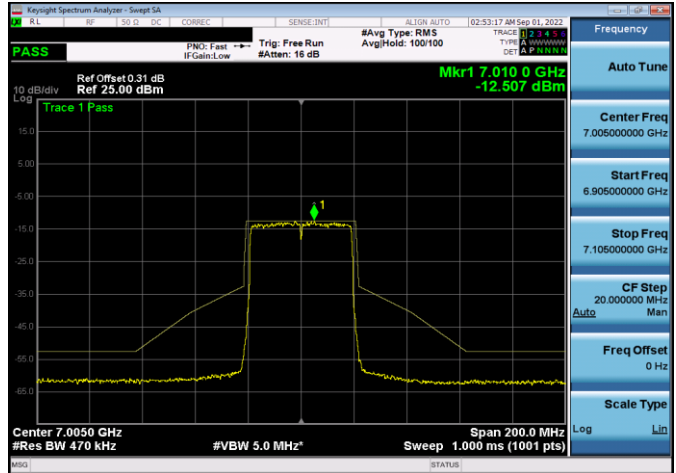 Keysight Spectrum Analyzer - Swept SA
RL RF 50 Ω DC CORREC SENSE:INT ALIGN AUTO 02:53:17 AM Sep 01, 2022
PASS
PNO: Fast
IFGain:Low
Trig: Free Run
#Atten: 16 dB
#Avg Type: RMS
Avg|Hold: 100/100
TRACE 1 2 3 4 5 6
TYPE A WWWWW
DET A P N N N N
Ref Offset 0.31 dB
10 dB/div Ref 25.00 dBm
Log
Mkr1 7.010 0 GHz
-12.507 dBm
Trace 1 Pass
15.0
5.00
-5.00
1
-15.0
-25.0
-35.0
-45.0
-55.0
-65.0
Center 7.0050 GHz Span 200.0 MHz
#Res BW 470 kHz #VBW 5.0 MHz* Sweep 1.000 ms (1001 pts)
MSG STATUS
Frequency
Auto Tune
Center Freq
7.005000000 GHz
Start Freq
6.905000000 GHz
Stop Freq
7.105000000 GHz
CF Step
20.000000 MHz
Auto Man
Freq Offset
0 Hz
Scale Type
Log Lin